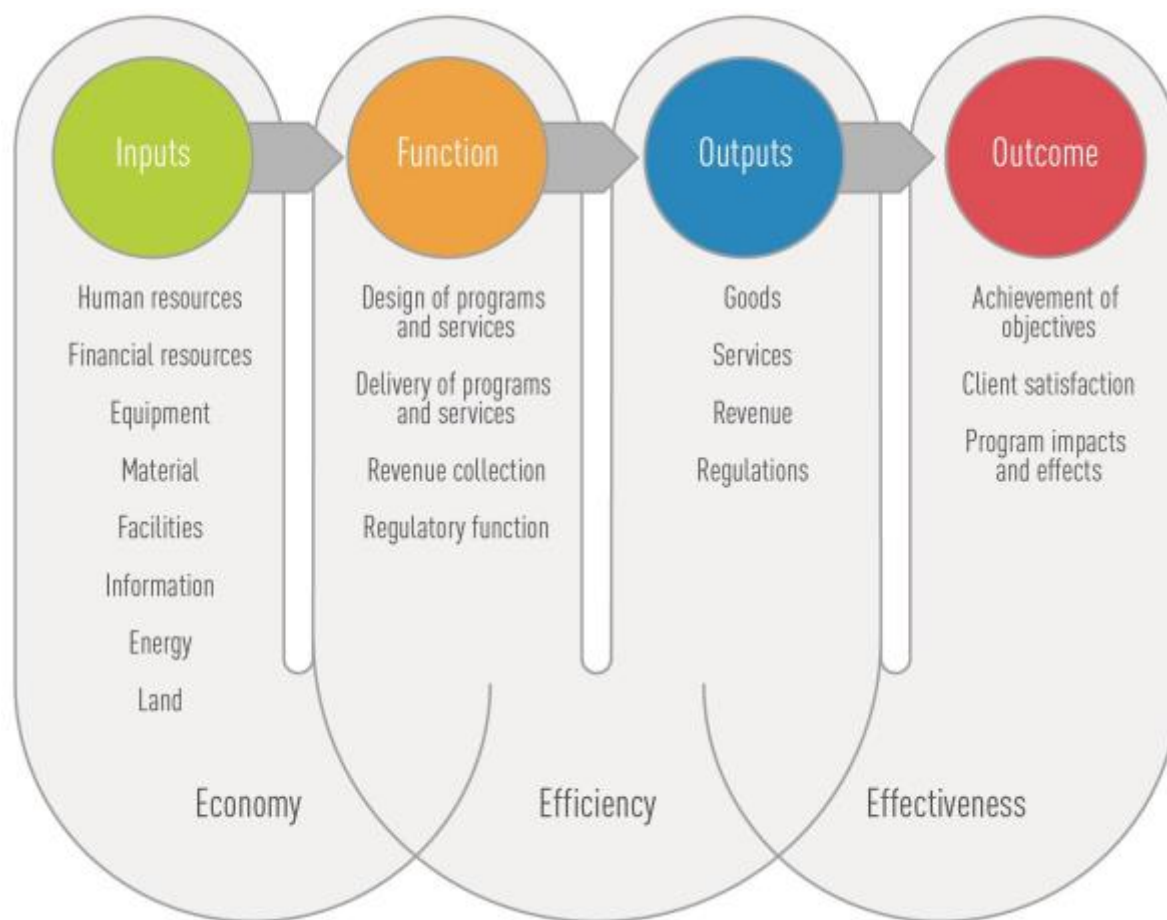 Inputs
Function
Outputs
Outcome
Human resources
Financial resources
Equipment
Material
Facilities
Information
Energy
Land
Design of programs
and services
Delivery of programs
and services
Revenue collection
Regulatory function
Goods
Services
Revenue
Regulations
Achievement of
objectives
Client satisfaction
Program impacts
and effects
Economy
Efficiency
Effectiveness